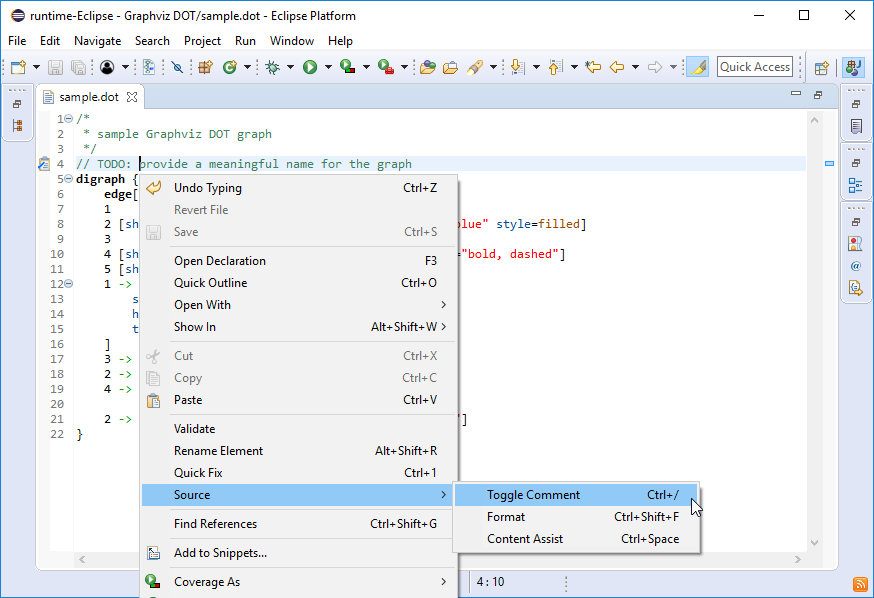 runtime-Eclipse - Graphviz DOT/sample.dot - Eclipse Platform
File Edit Navigate Search Project Run Window Help
Quick Access
sample.dot
1 /*
2 * sample Graphviz DOT graph
3 */
4 // TODO: provide a meaningful name for the graph
5 digraph {
6 edge[
7 1
8 2 [sh lue" style=filled]
9 3
10 4 [sh ="bold, dashed"]
11 5 [sh
12 1 ->
13 s
14 h
15 t
16 ]
17 3 ->
18 2 ->
19 4 ->
20
21 2 -> "]
22 }
Undo Typing Ctrl+Z
Revert File
Save Ctrl+S
Open Declaration F3
Quick Outline Ctrl+O
Open With
Show In Alt+Shift+W
Cut Ctrl+X
Copy Ctrl+C
Paste Ctrl+V
Validate
Rename Element Alt+Shift+R
Quick Fix Ctrl+1
Source
Find References Ctrl+Shift+G
Add to Snippets...
Coverage As
Toggle Comment Ctrl+/
Format Ctrl+Shift+F
Content Assist Ctrl+Space
4 : 10